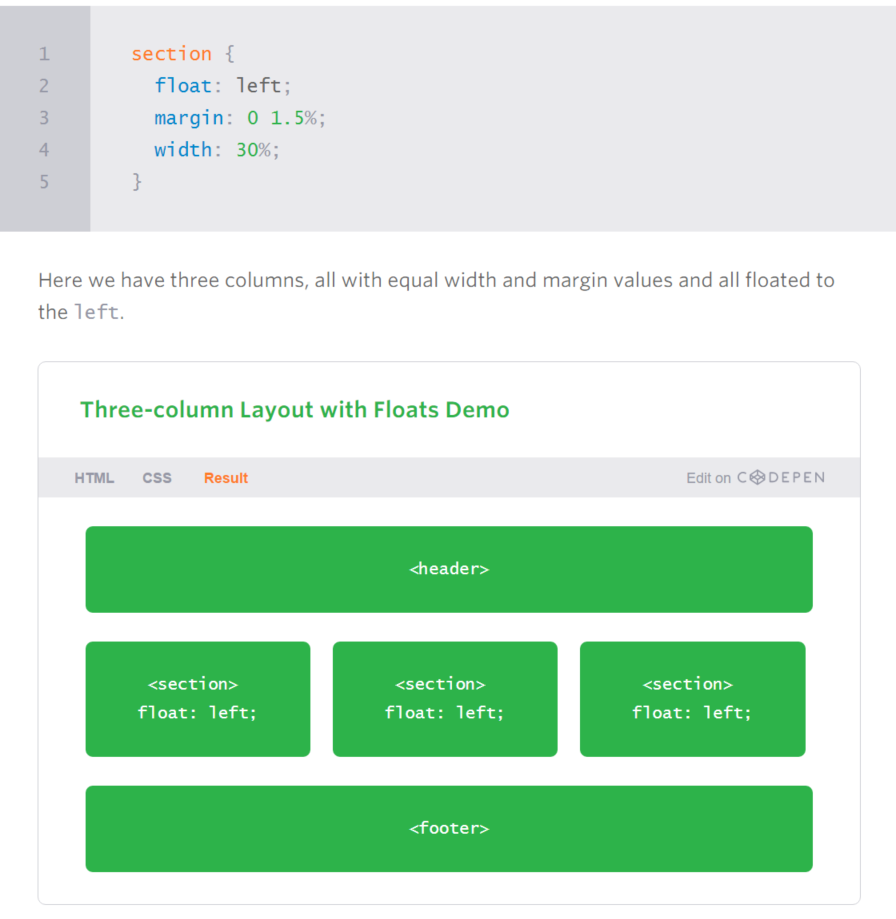 1 section {
2 float: left;
3 margin: 0 1.5%;
4 width: 30%;
5 }
Here we have three columns, all with equal width and margin values and all floated to
the left.
Three-column Layout with Floats Demo
HTML CSS Result Edit on CODEPEN
<header>
<section> <section> <section>
float: left; float: left; float: left;
<footer>